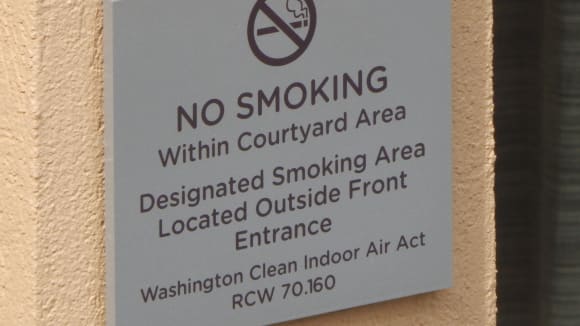 NO SMOKING
Within Courtyard Area
Designated Smoking Area
Located Outside Front
Entrance
Washington Clean Indoor Air Act
RCW 70.160